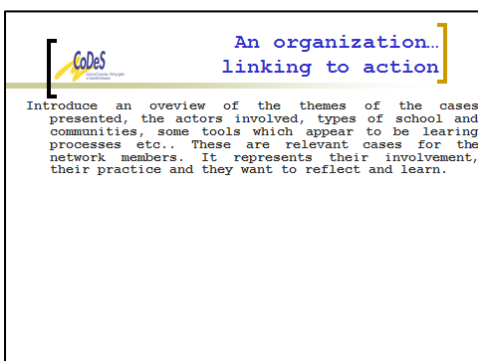 An organization…
linking to action
CoDeS
Introduce an oveview of the themes of the cases
presented, the actors involved, types of school and
communities, some tools which appear to be learing
processes etc.. These are relevant cases for the
network members. It represents their involvement,
their practice and they want to reflect and learn.